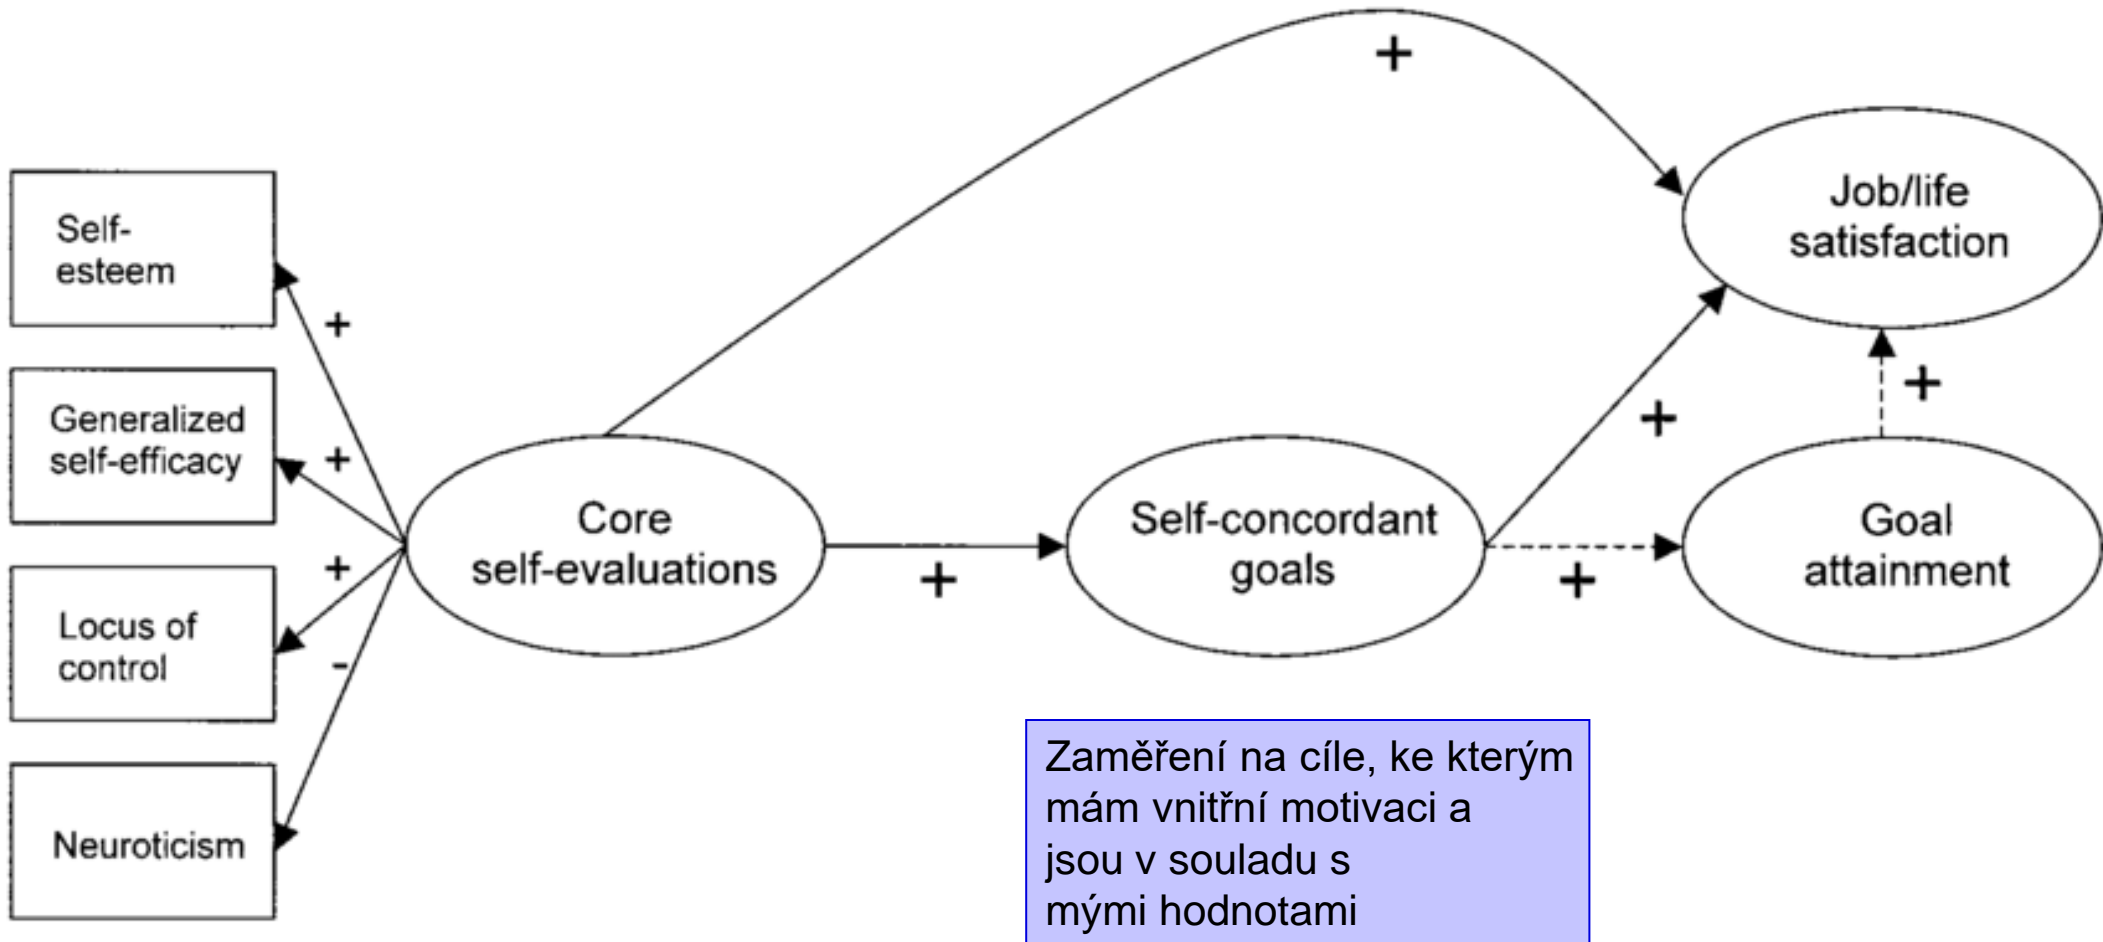 Self-
esteem
Generalized
self-efficacy
Locus of
control
Neuroticism
+
+
+
-
Core
self-evaluations
+
Self-concordant
goals
+
+
+
Job/life
satisfaction
+
Goal
attainment
Zaměření na cíle, ke kterým
mám vnitřní motivaci a
jsou v souladu s
mými hodnotami